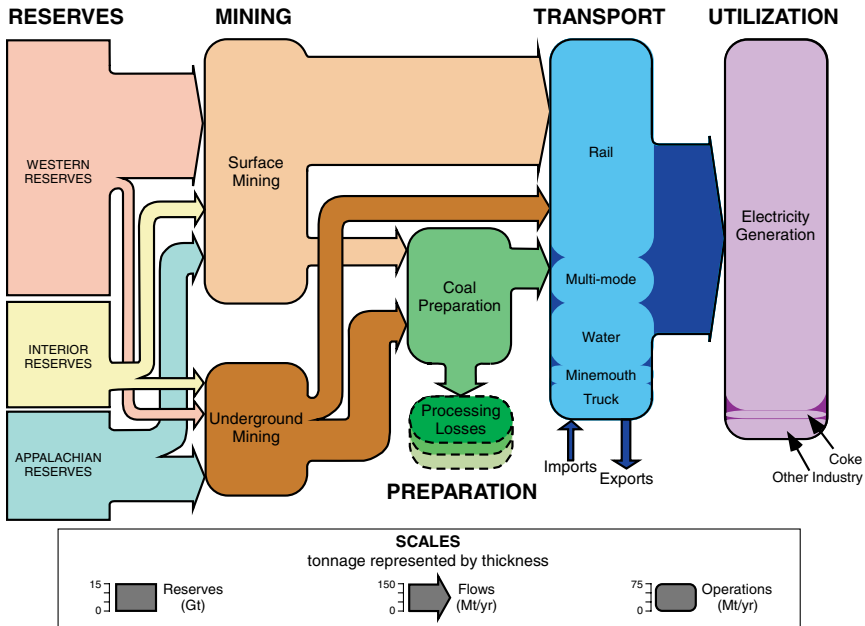 RESERVES
MINING
TRANSPORT
UTILIZATION
WESTERN
RESERVES
Surface
Mining
Rail
Electricity
Generation
Coal
Preparation
Multi-mode
INTERIOR
RESERVES
Water
Minemouth
Truck
APPALACHIAN
RESERVES
Underground
Mining
Processing
Losses
PREPARATION
Imports
Exports
Coke
Other Industry
SCALES
tonnage represented by thickness
15
0
Reserves
(Gt)
150
0
Flows
(Mt/yr)
75
0
Operations
(Mt/yr)